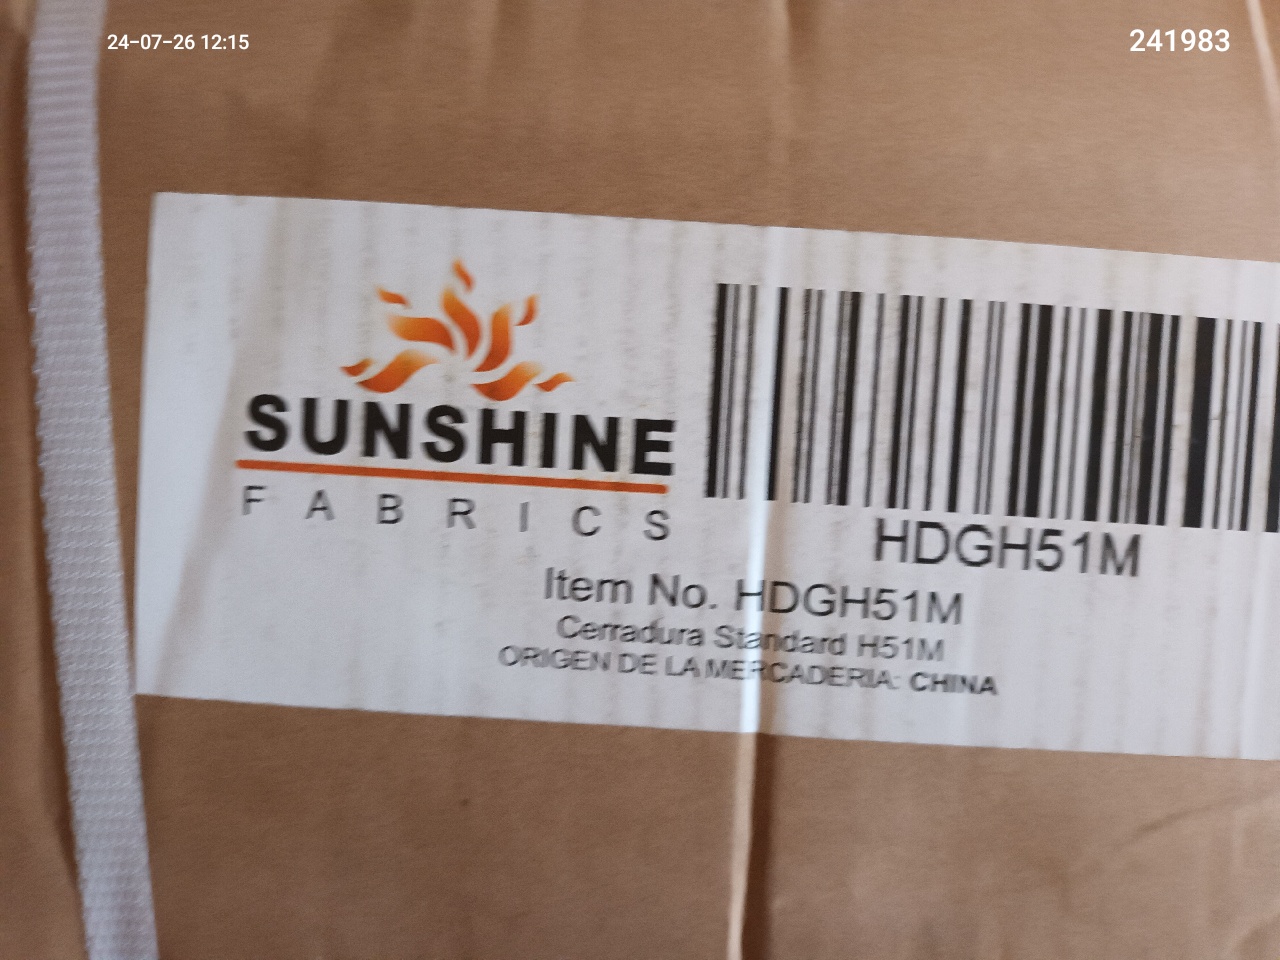 24-07-26 12:15
241983
SUNSHINE
FABRICS
HDGH51M
Item No. HDGH51M
Cerradura Standard H51M
ORIGEN DE LA MERCADERIA: CHINA